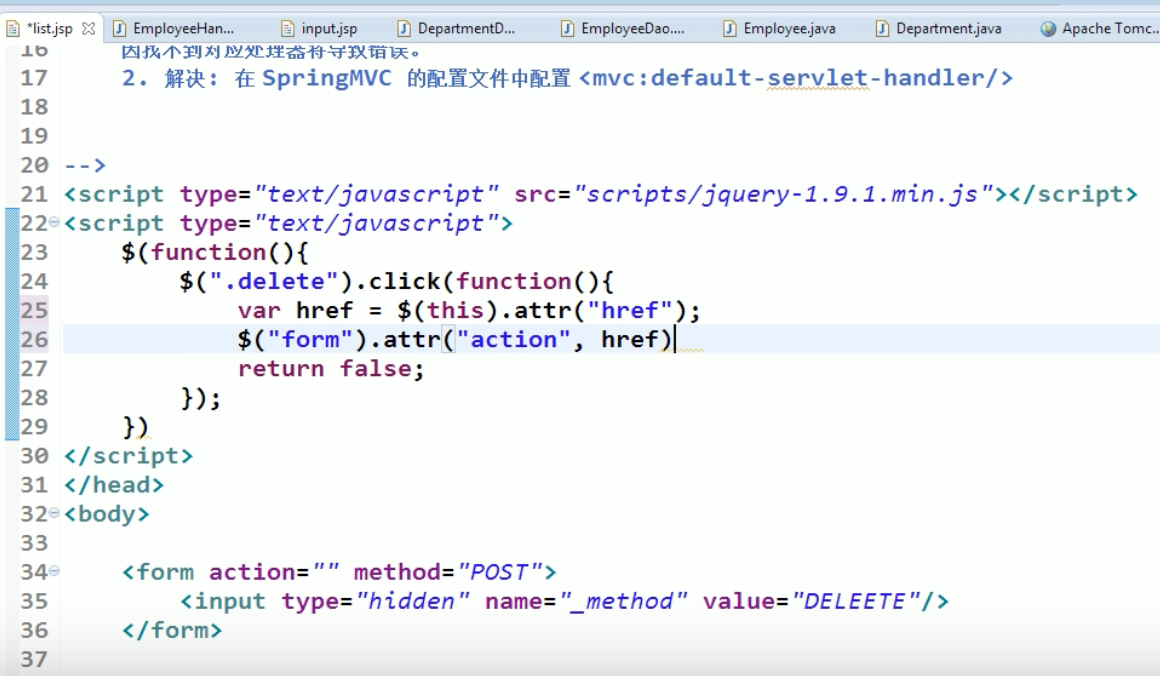 *list.jsp
EmployeeHan...
input.jsp
DepartmentD...
EmployeeDao....
Employee.java
Department.java
Apache Tomc...
16 因找不到对应处理器将导致错误。
17 2. 解决: 在 SpringMVC 的配置文件中配置 <mvc:default-servlet-handler/>
18
19
20 -->
21 <script type="text/javascript" src="scripts/jquery-1.9.1.min.js"></script>
22 <script type="text/javascript">
23 $(function(){
24 $(".delete").click(function(){
25 var href = $(this).attr("href");
26 $("form").attr("action", href)
27 return false;
28 });
29 })
30 </script>
31 </head>
32 <body>
33
34 <form action="" method="POST">
35 <input type="hidden" name="_method" value="DELEETE"/>
36 </form>
37